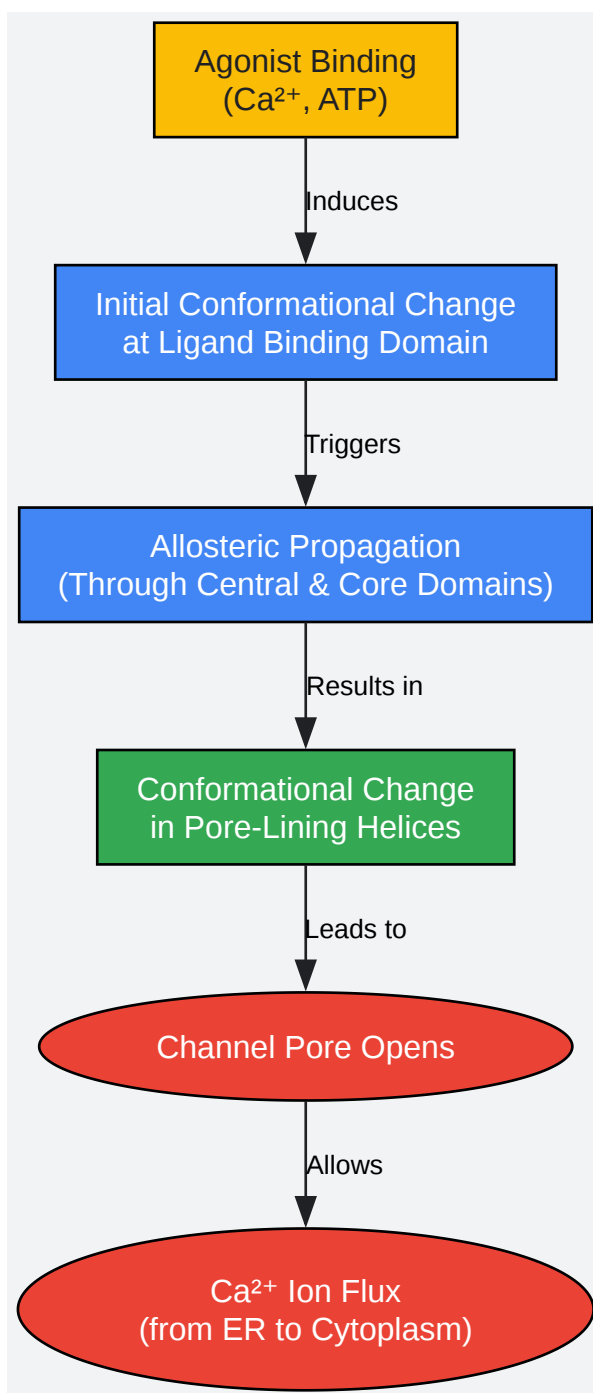 Agonist Binding
(Ca²⁺, ATP)
Induces
Initial Conformational Change
at Ligand Binding Domain
Triggers
Allosteric Propagation
(Through Central & Core Domains)
Results in
Conformational Change
in Pore-Lining Helices
Leads to
Channel Pore Opens
Allows
Ca²⁺ Ion Flux
(from ER to Cytoplasm)